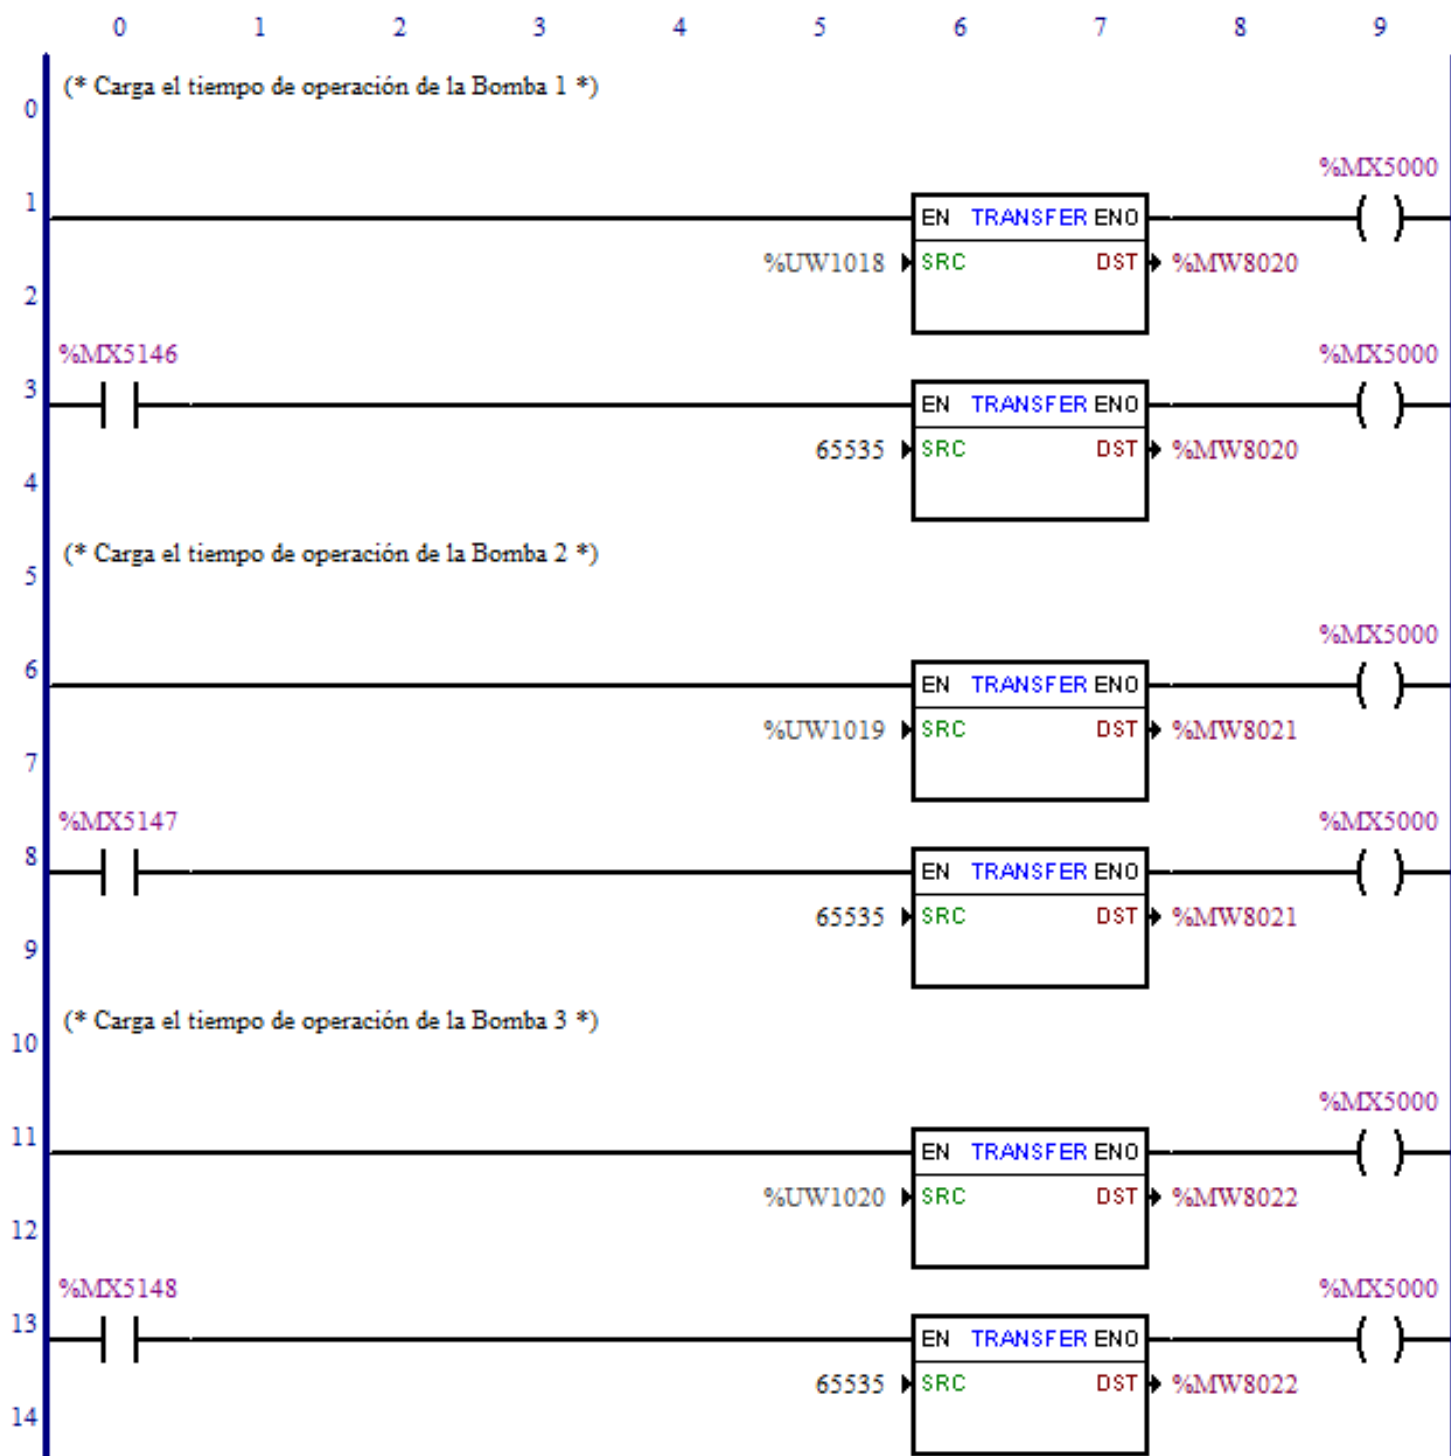 0 1 2 3 4 5 6 7 8 9
(* Carga el tiempo de operación de la Bomba 1 *)
0
%MX5000
1
EN TRANSFER ENO
%UW1018 SRC DST %MW8020
2
%MX5146 %MX5000
3
EN TRANSFER ENO
65535 SRC DST %MW8020
4
(* Carga el tiempo de operación de la Bomba 2 *)
5
%MX5000
6
EN TRANSFER ENO
%UW1019 SRC DST %MW8021
7
%MX5147 %MX5000
8
EN TRANSFER ENO
65535 SRC DST %MW8021
9
(* Carga el tiempo de operación de la Bomba 3 *)
10
%MX5000
11
EN TRANSFER ENO
%UW1020 SRC DST %MW8022
12
%MX5148 %MX5000
13
EN TRANSFER ENO
65535 SRC DST %MW8022
14